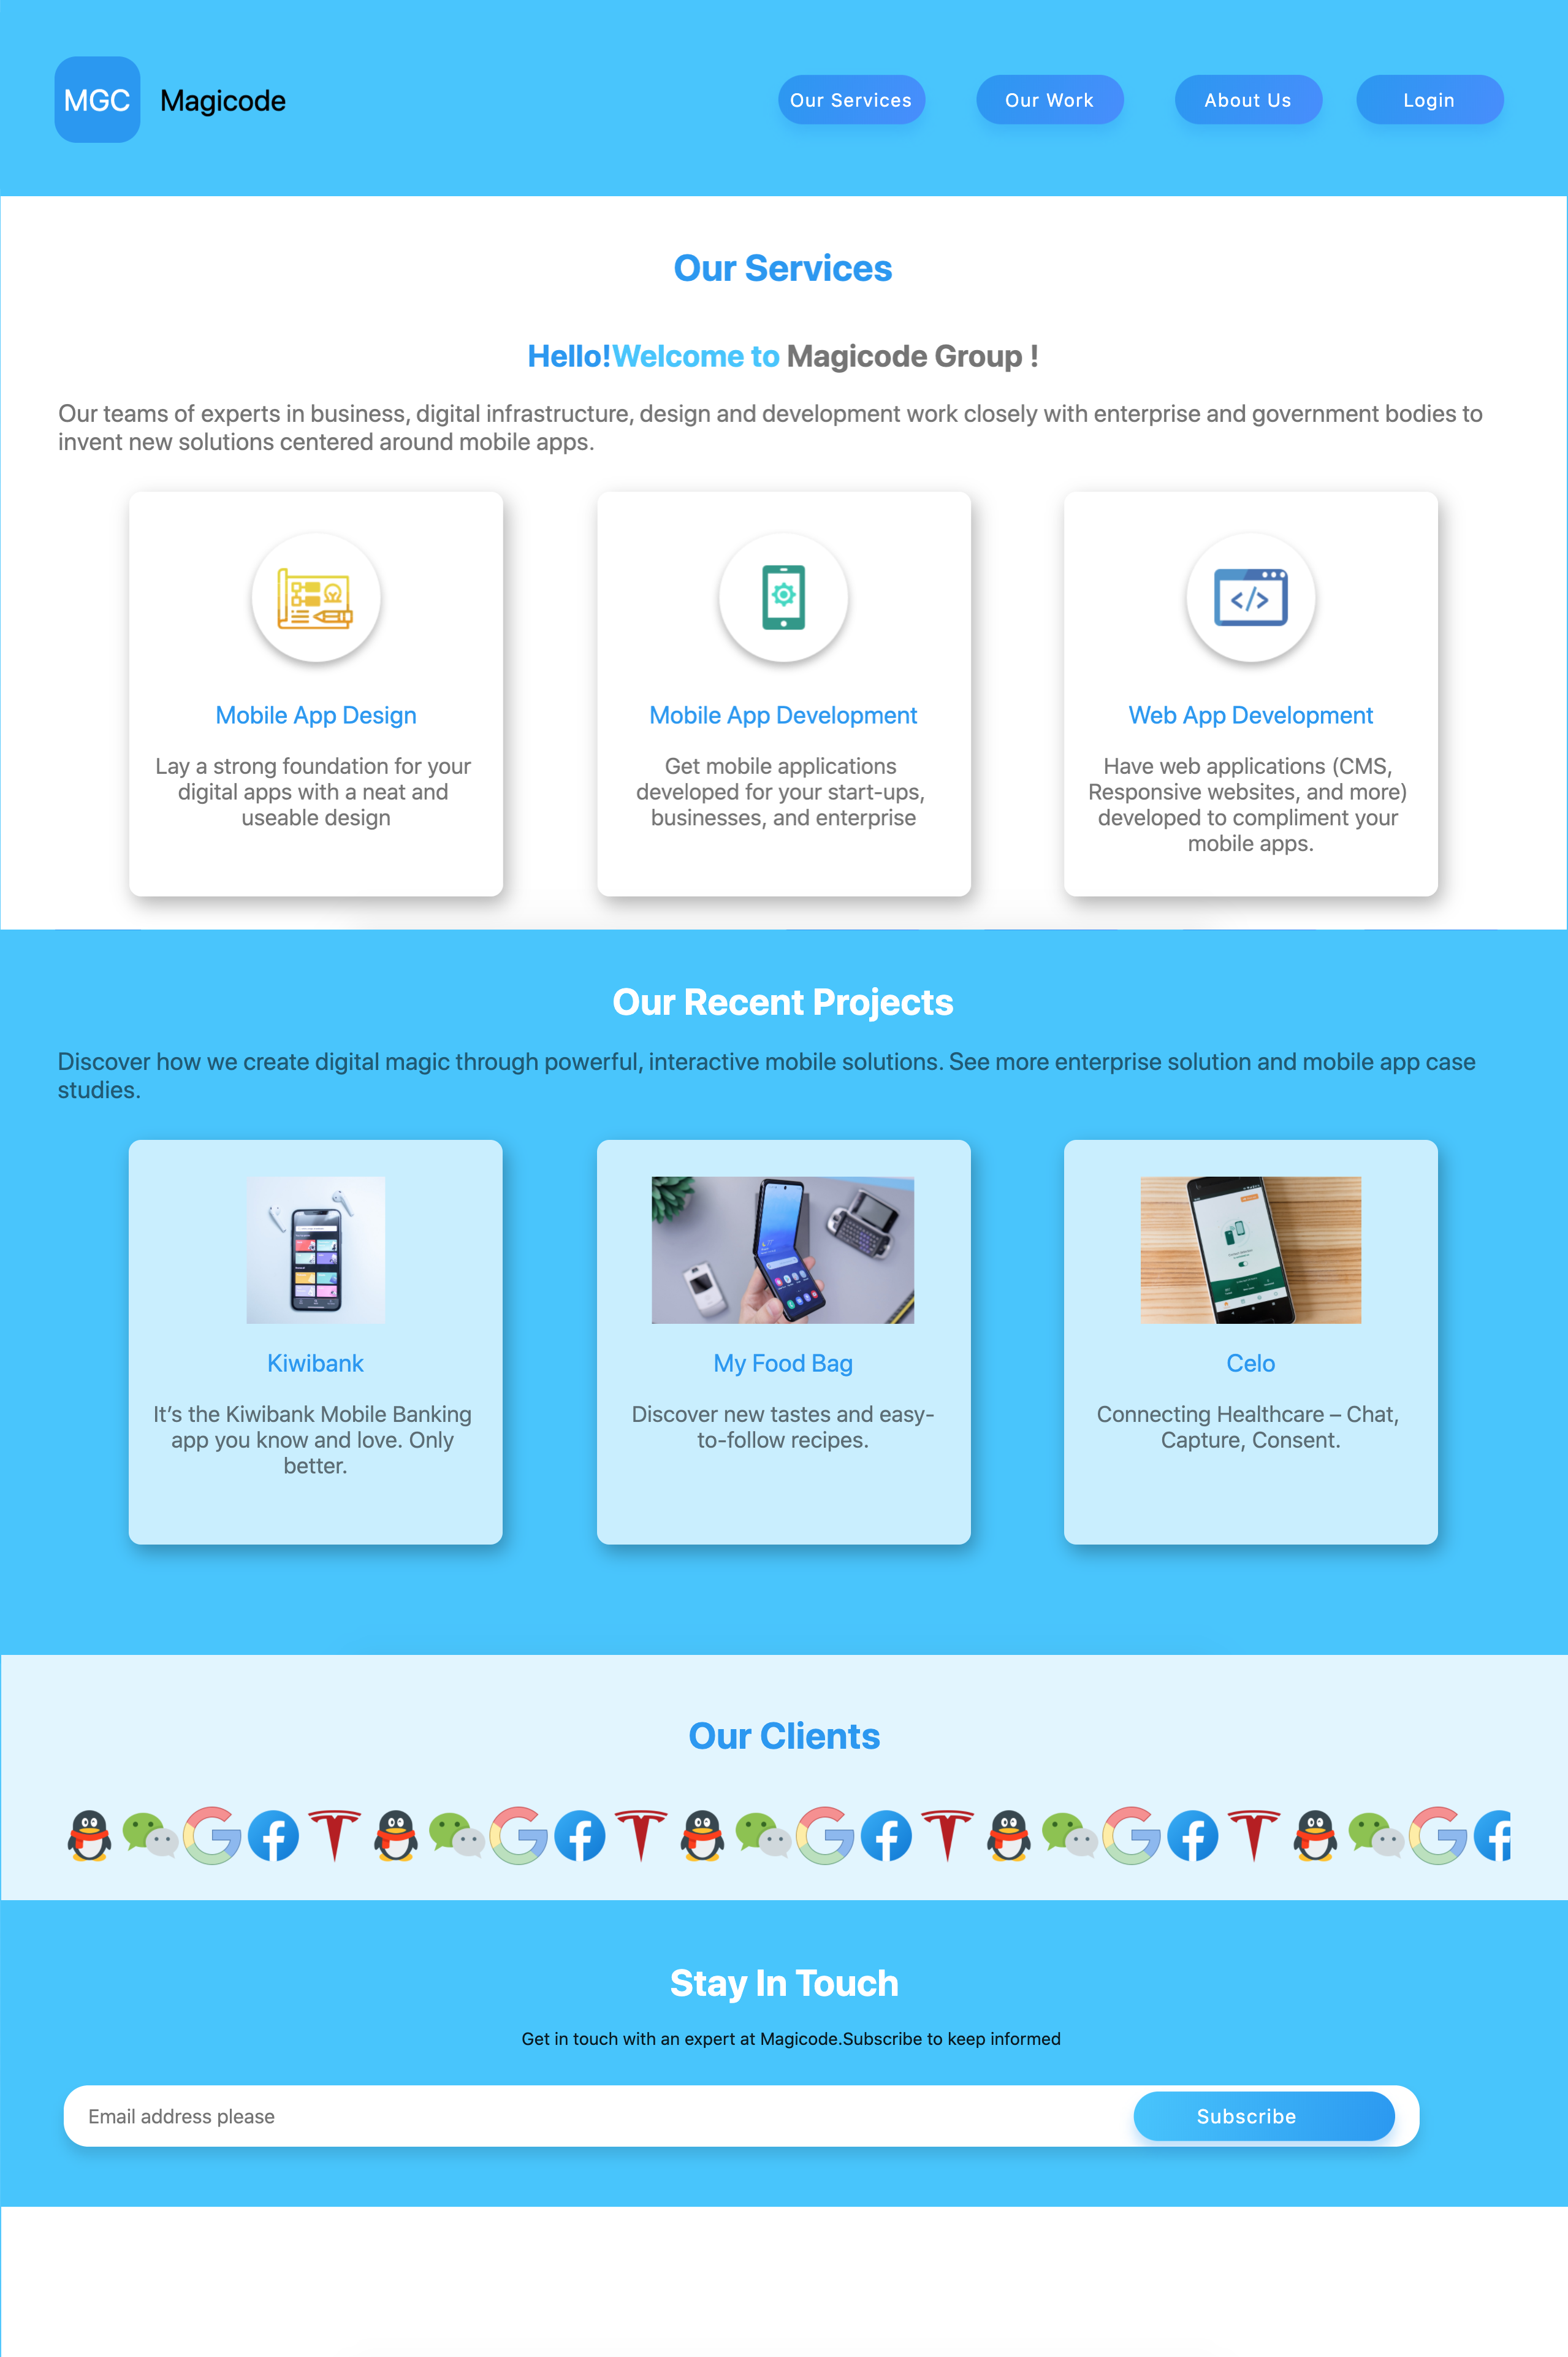 MGC
Magicode
Our Services
Our Work
About Us
Login
Our Services
Hello!Welcome to Magicode Group !
Our teams of experts in business, digital infrastructure, design and development work closely with enterprise and government bodies to
invent new solutions centered around mobile apps.
Mobile App Design
Lay a strong foundation for your
digital apps with a neat and
useable design
Mobile App Development
Get mobile applications
developed for your start-ups,
businesses, and enterprise
</>
Web App Development
Have web applications (CMS,
Responsive websites, and more)
developed to compliment your
mobile apps.
Our Recent Projects
Discover how we create digital magic through powerful, interactive mobile solutions. See more enterprise solution and mobile app case
studies.
Kiwibank
It’s the Kiwibank Mobile Banking
app you know and love. Only
better.
My Food Bag
Discover new tastes and easy-
to-follow recipes.
Celo
Connecting Healthcare – Chat,
Capture, Consent.
Our Clients
Stay In Touch
Get in touch with an expert at Magicode.Subscribe to keep informed
Email address please
Subscribe